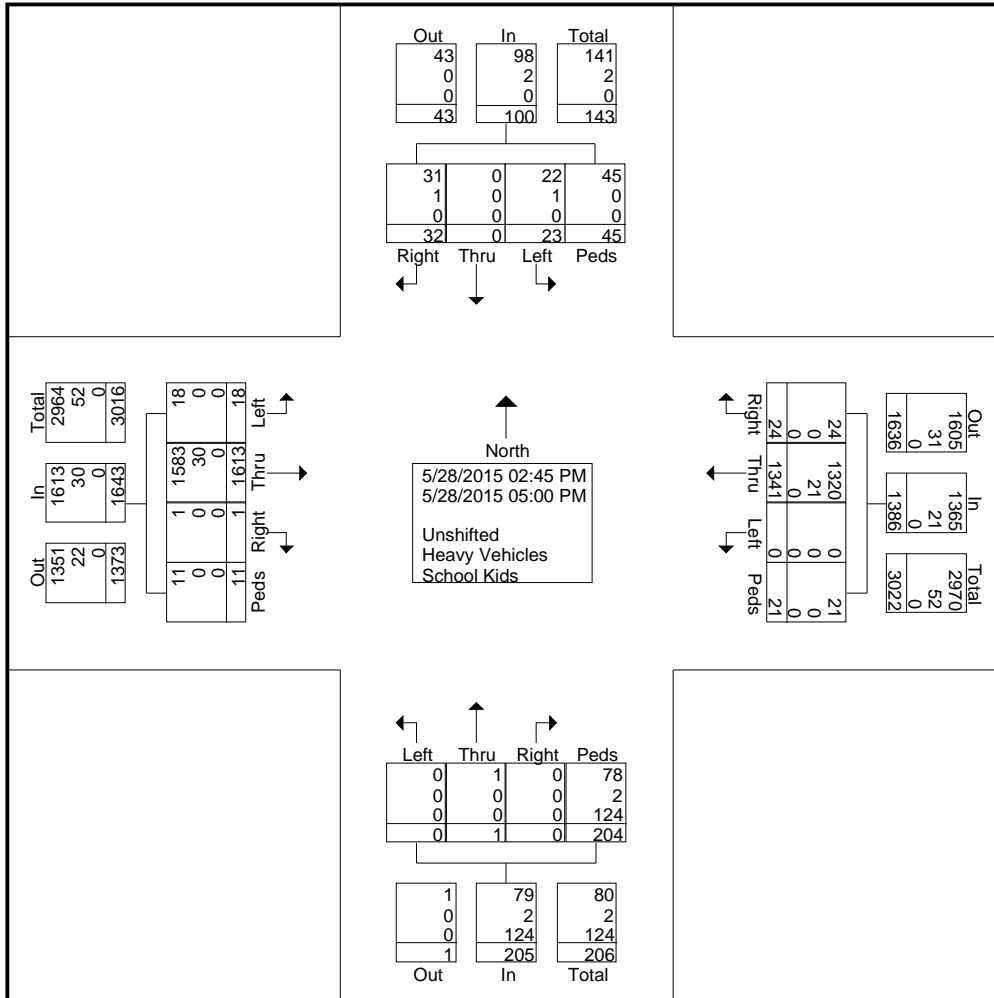 Out In Total
43 98 141
0 2 2
0 0 0
43 100 143
31 0 22 45
1 0 1 0
0 0 0 0
32 0 23 45
Right Thru Left Peds
Total 2964 52 0 3016
In 1613 30 0 1643
Out 1351 22 0 1373
18 0 0 18 Left
1583 30 0 1613 Thru
1 0 0 1 Right
11 0 0 11 Peds
North
5/28/2015 02:45 PM
5/28/2015 05:00 PM
Unshifted
Heavy Vehicles
School Kids
Right 24 0 0 24
Thru 1320 21 0 1341
Left 0 0 0 0
Peds 21 0 0 21
Out 1605 31 0 1636
In 1365 21 0 1386
Total 2970 52 0 3022
Left Thru Right Peds
0 1 0 78
0 0 0 2
0 0 0 124
0 1 0 204
1 79 80
0 2 2
0 124 124
1 205 206
Out In Total